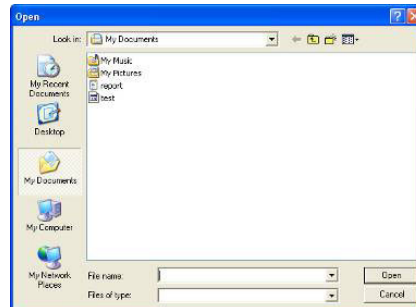 Open
Look in: My Documents
My Recent
Documents
Desktop
My Documents
My Computer
My Network
Places
My Music
My Pictures
report
test
File name: Open
Files of type: Cancel